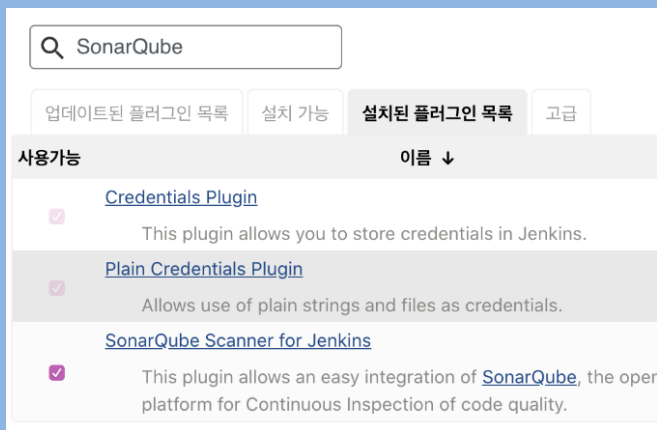 SonarQube
업데이트된 플러그인 목록 설치 가능 설치된 플러그인 목록 고급
사용가능 이름 ↓
Credentials Plugin
This plugin allows you to store credentials in Jenkins.
Plain Credentials Plugin
Allows use of plain strings and files as credentials.
SonarQube Scanner for Jenkins
This plugin allows an easy integration of SonarQube, the
platform for Continuous Inspection of code quality.